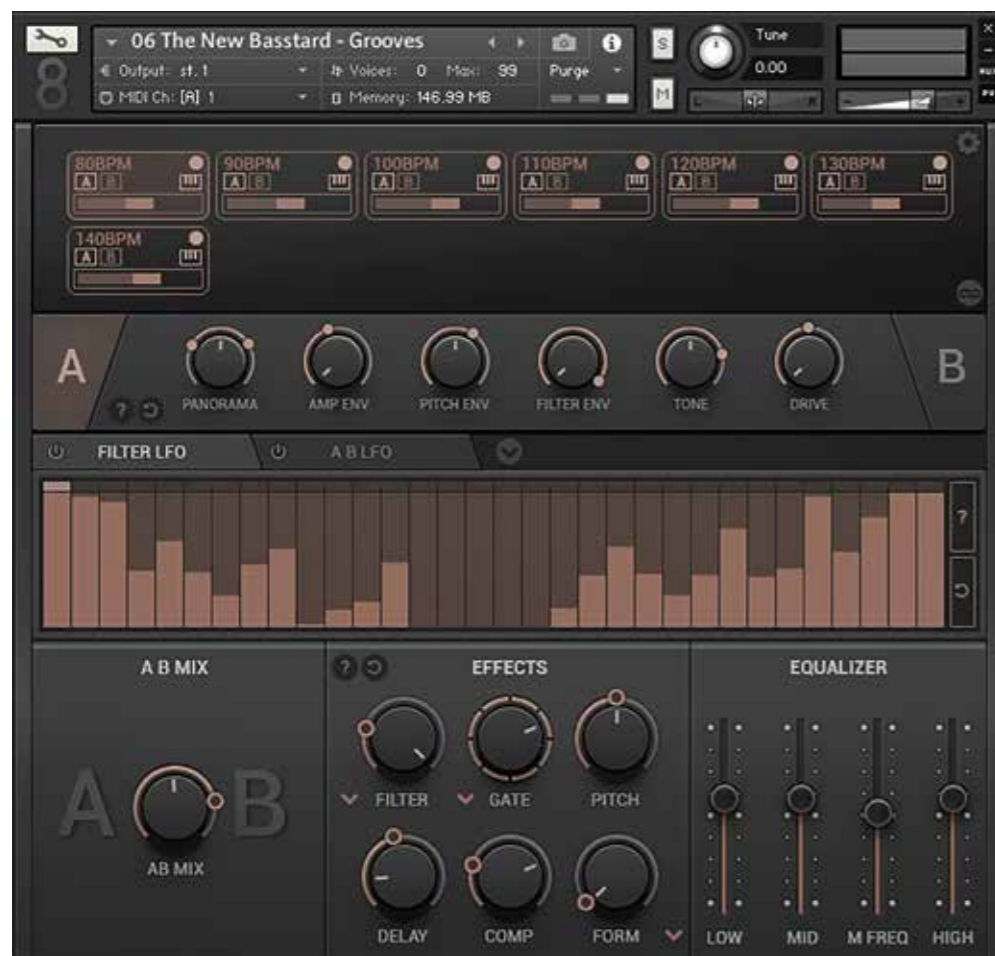 06 The New Basstard - Grooves
S
Tune
Output: st. 1
Voices: 0 Max: 99
Purge
0.00
MIDI Ch: [A] 1
Memory: 146.99 MB
M
L
R
8
80BPM
90BPM
100BPM
110BPM
120BPM
130BPM
A B
A B
A B
A B
A B
A B
140BPM
A B
A
B
PANORAMA
AMP ENV
PITCH ENV
FILTER ENV
TONE
DRIVE
?
FILTER LFO
A B LFO
?
A B MIX
?
EFFECTS
EQUALIZER
A
B
AB MIX
FILTER
GATE
PITCH
DELAY
COMP
FORM
LOW
MID
M FREQ
HIGH